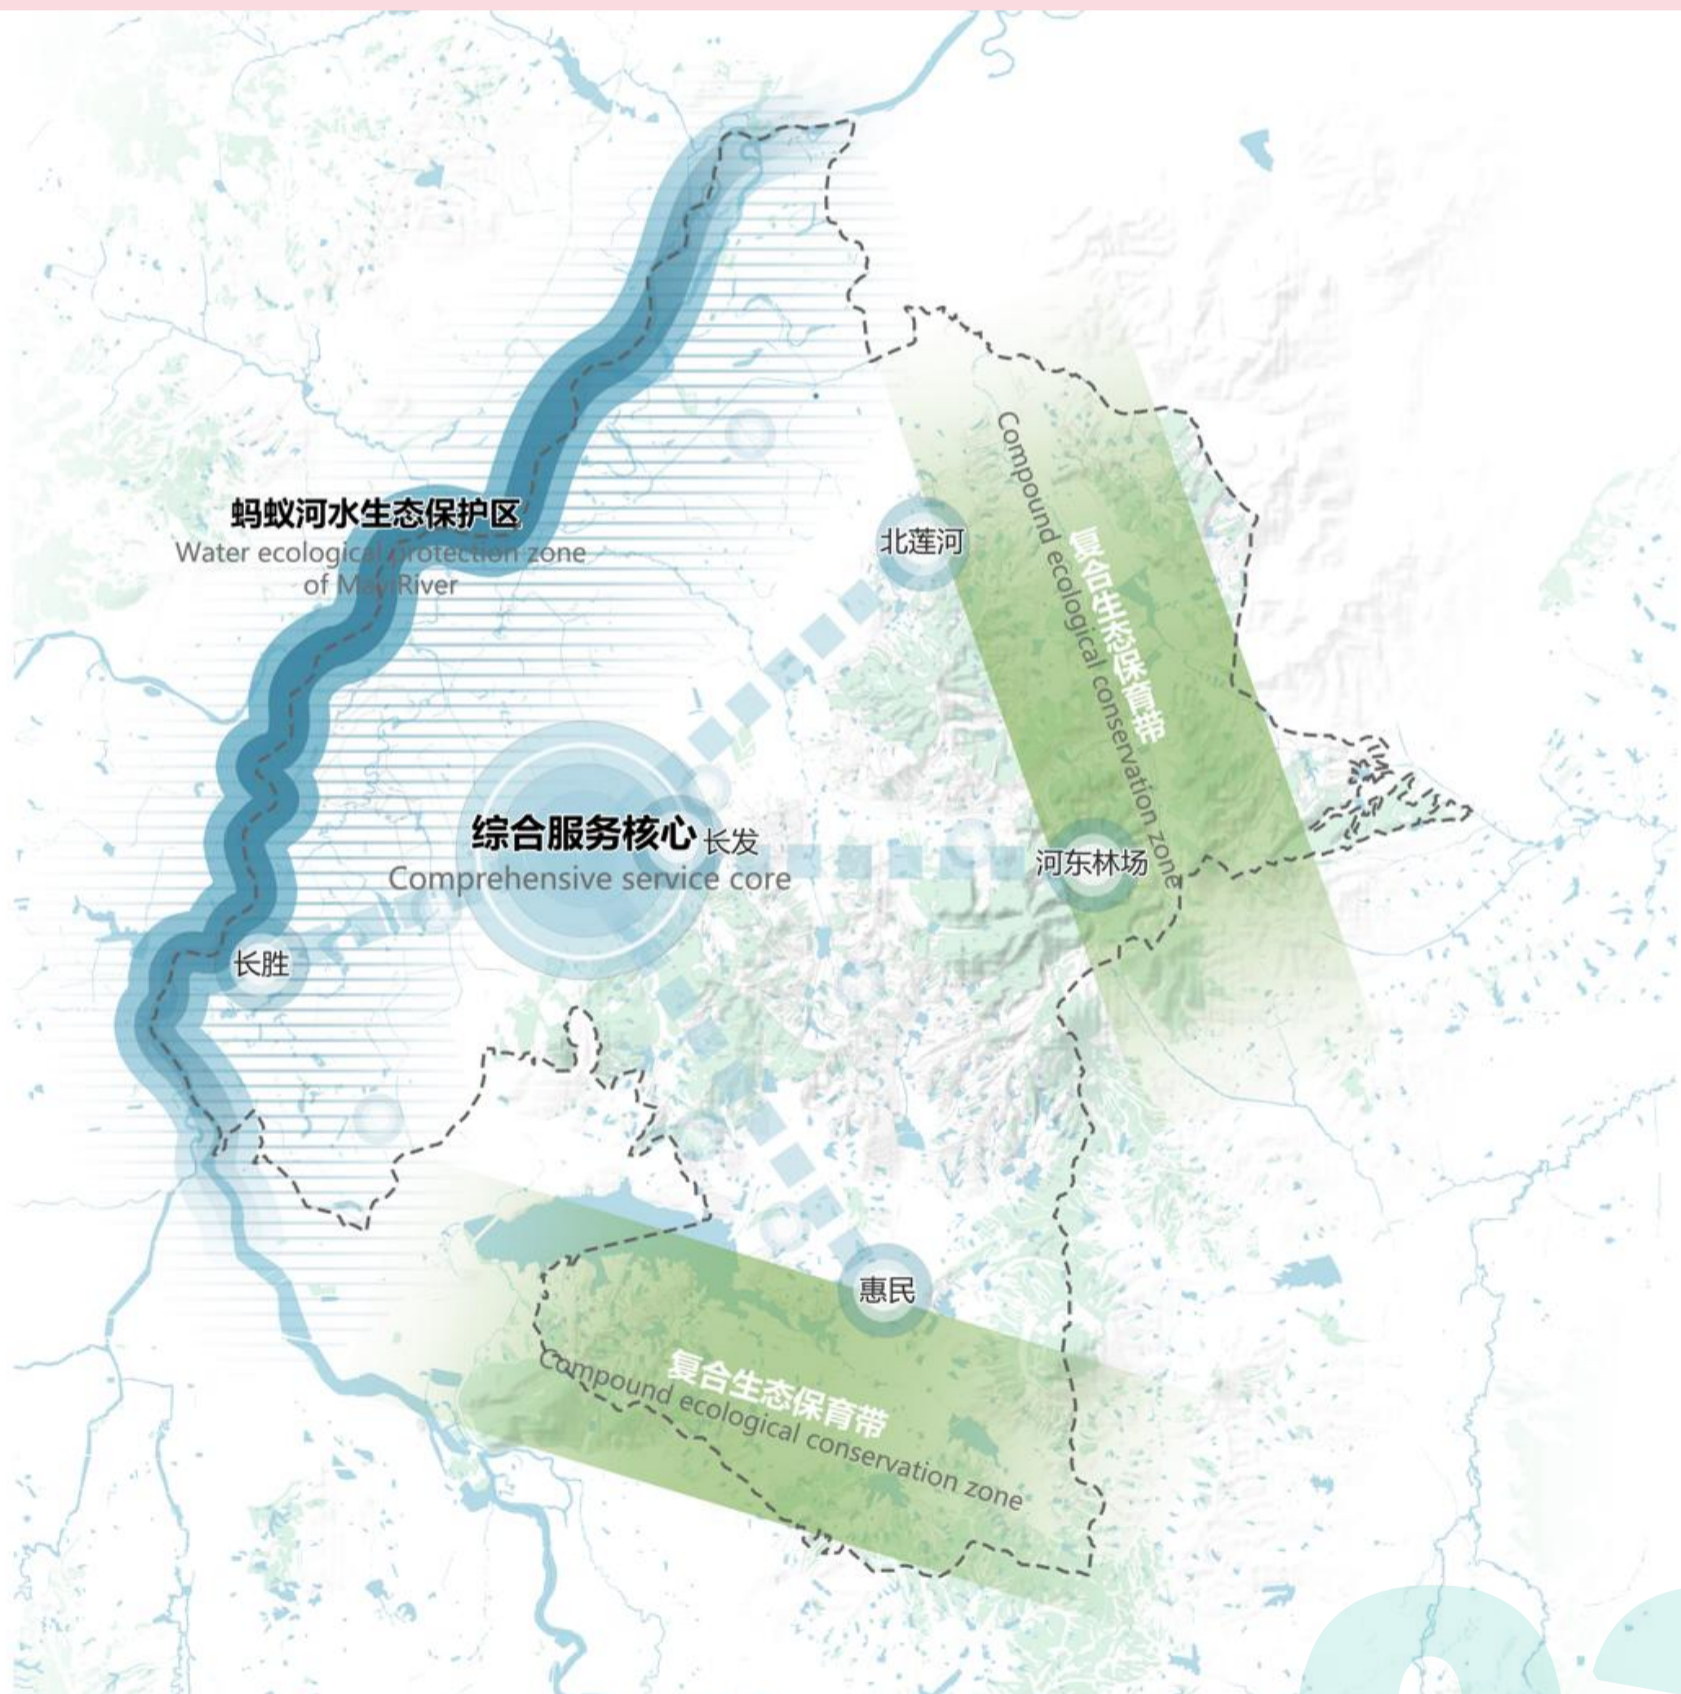 蚂蚁河水生态保护区
Water ecological protection zone
of Mayi River
北莲河
Compound ecological conservation zone
复合生态保育带
综合服务核心
长发
Comprehensive service core
河东林场
长胜
惠民
复合生态保育带
Compound ecological conservation zone